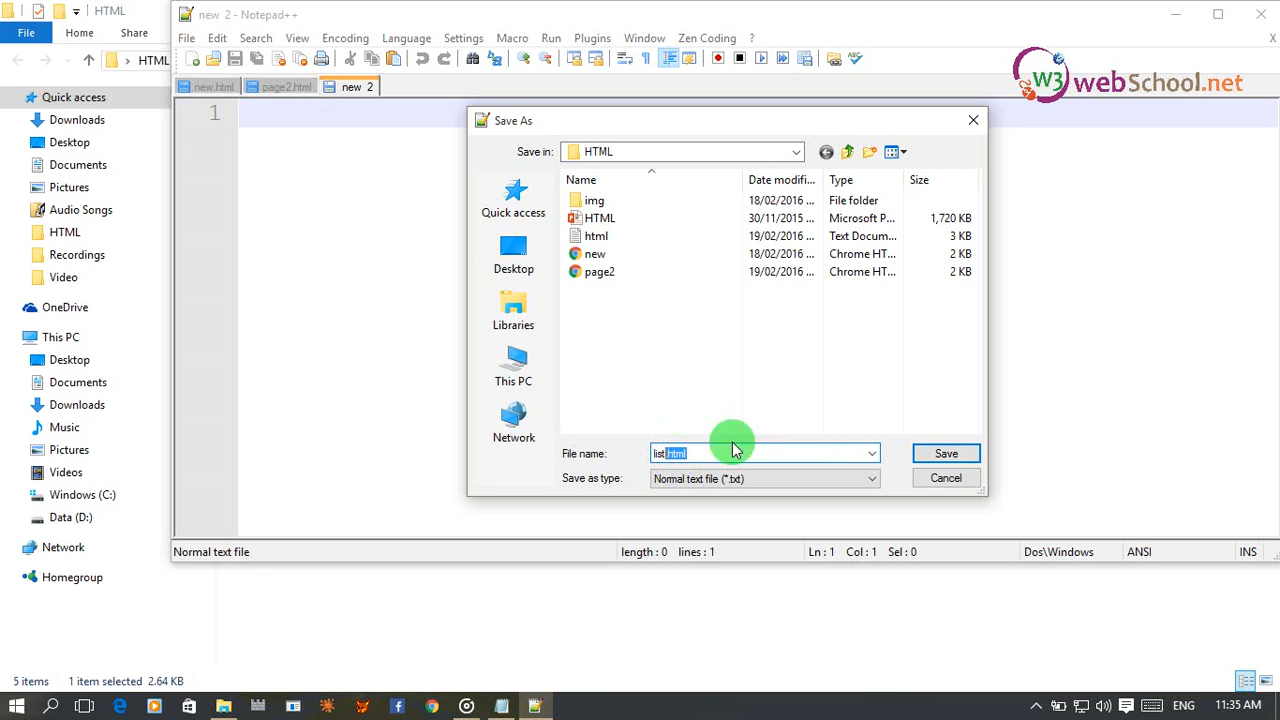 HTML
new 2 - Notepad++
File Home Share
File Edit Search View Encoding Language Settings Macro Run Plugins Window Zen Coding ?
HTML
W3 webSchool.net
new.html page2.html new 2
1
Quick access
Downloads
Desktop
Documents
Pictures
Audio Songs
HTML
Recordings
Video
OneDrive
This PC
Desktop
Documents
Downloads
Music
Pictures
Videos
Windows (C:)
Data (D:)
Network
Homegroup
Save As
Save in: HTML
Quick access
Desktop
Libraries
This PC
Network
Name Date modifi... Type Size
img 18/02/2016 ... File folder
HTML 30/11/2015 ... Microsoft P... 1,720 KB
html 19/02/2016 ... Text Docum... 3 KB
new 18/02/2016 ... Chrome HT... 2 KB
page2 19/02/2016 ... Chrome HT... 2 KB
File name: list.html Save
Save as type: Normal text file (*.txt) Cancel
Normal text file length : 0 lines : 1 Ln : 1 Col : 1 Sel : 0 Dos\Windows ANSI INS
5 items 1 item selected 2.64 KB
ENG 11:35 AM